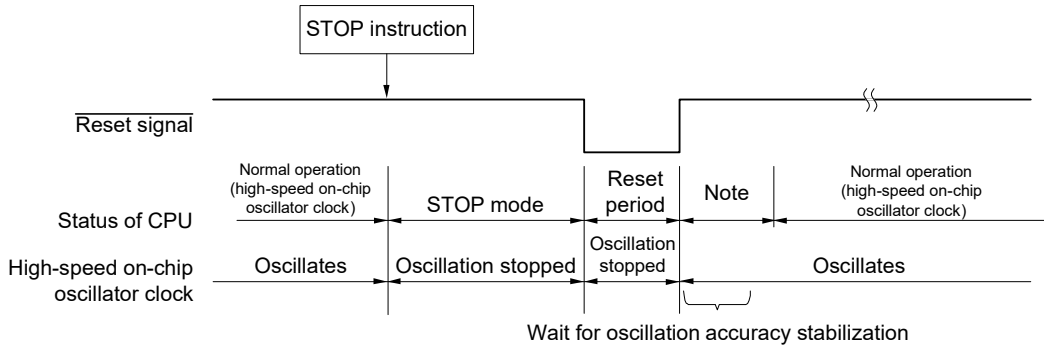 STOP instruction
Reset signal
Status of CPU
Normal operation
(high-speed on-chip
oscillator clock)
STOP mode
Reset
period
Note
Normal operation
(high-speed on-chip
oscillator clock)
High-speed on-chip
oscillator clock
Oscillates
Oscillation stopped
Oscillation
stopped
Oscillates
Wait for oscillation accuracy stabilization